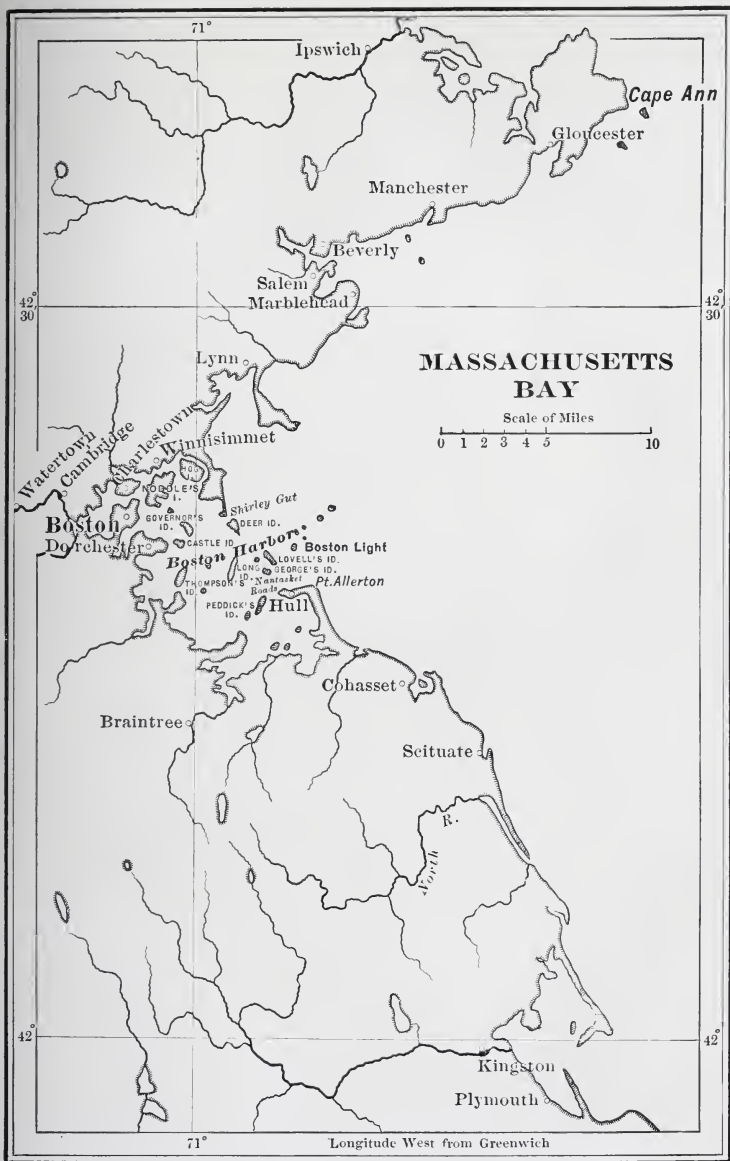 71°
Ipswich
Cape Ann
Gloucester
Manchester
Beverly
Salem
Marblehead
42°
30
42°
30
Lynn
MASSACHUSETTS
BAY
Scale of Miles
0 1 2 3 4 5 10
Watertown
Cambridge
Charlestown
Winnisimmet
HOG
NODDLE'S
I.
Shirley Gut
Boston
GOVERNOR'S
ID.
DEER ID.
Dorchester
CASTLE ID.
Boston Harbor
Boston Light
LOVELL'S ID.
LONG
ID.
GEORGE'S ID.
THOMPSON'S
ID.
Nantasket
Roads
Pt. Allerton
PEDDICK'S
ID.
Hull
Cohasset
Braintree
Scituate
North R.
42°
42°
Kingston
Plymouth
71°
Longitude West from Greenwich